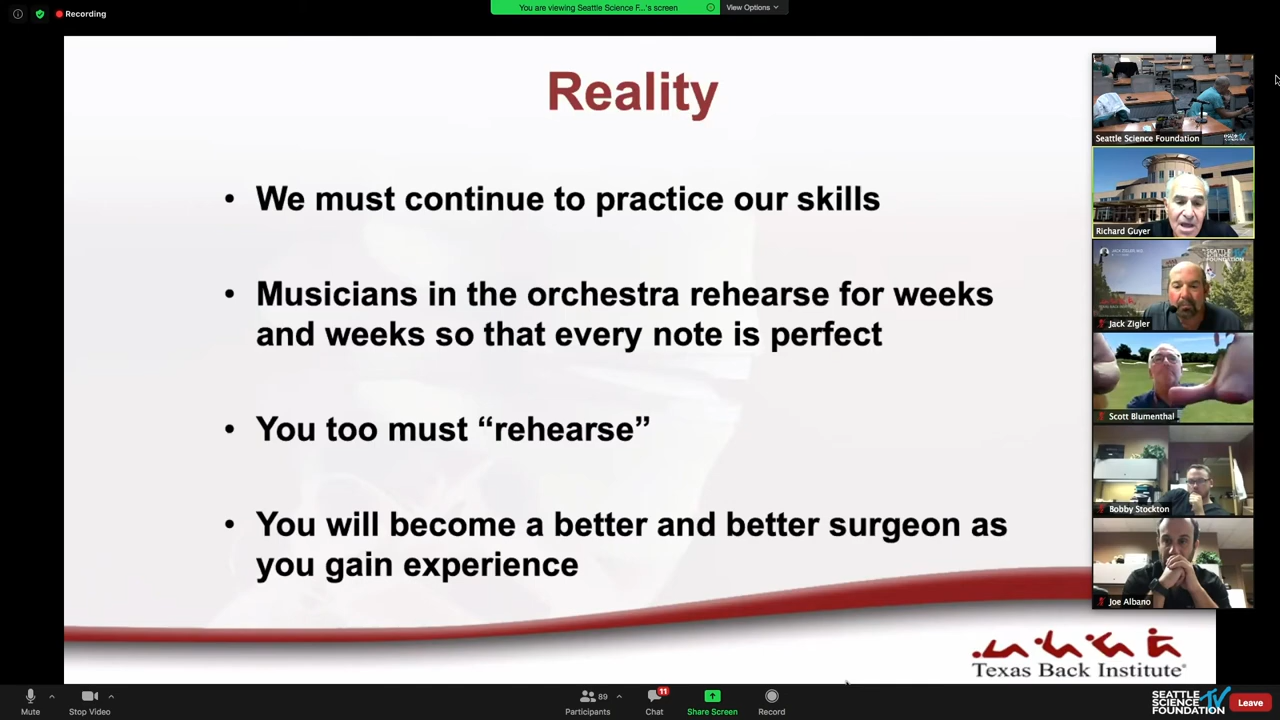 Recording
You are viewing Seattle Science F...'s screen
View Options
Reality
• We must continue to practice our skills
• Musicians in the orchestra rehearse for weeks
and weeks so that every note is perfect
• You too must “rehearse”
• You will become a better and better surgeon as
you gain experience
Texas Back Institute®
Seattle Science Foundation
Richard Guyer
SEATTLE
SCIENCE
FOUNDATION
Jack Zigler
Scott Blumenthal
Bobby Stockton
Joe Albano
Mute
Stop Video
89
Participants
11
Chat
Share Screen
Record
SEATTLE
SCIENCE TV
FOUNDATION
Leave